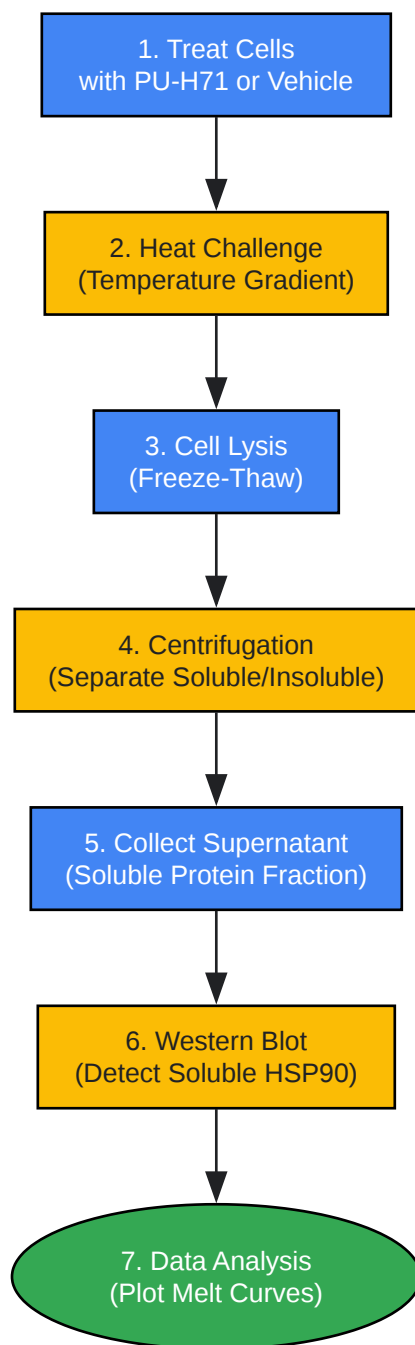 1. Treat Cells
with PU-H71 or Vehicle
2. Heat Challenge
(Temperature Gradient)
3. Cell Lysis
(Freeze-Thaw)
4. Centrifugation
(Separate Soluble/Insoluble)
5. Collect Supernatant
(Soluble Protein Fraction)
6. Western Blot
(Detect Soluble HSP90)
7. Data Analysis
(Plot Melt Curves)